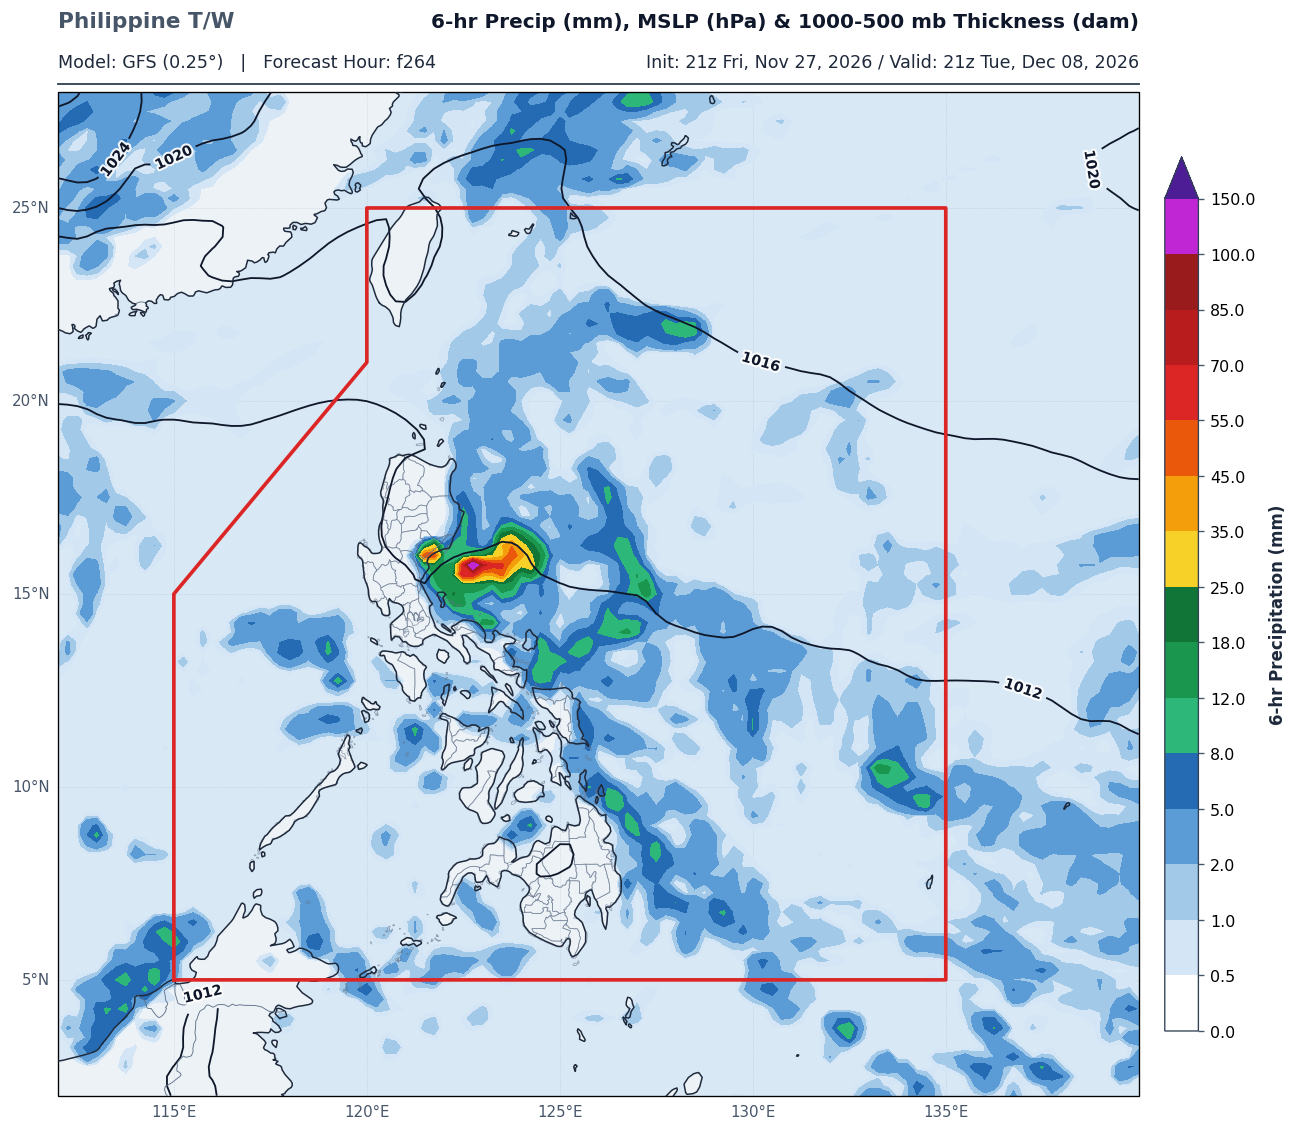 Philippine T/W
6-hr Precip (mm), MSLP (hPa) & 1000-500 mb Thickness (dam)
Model: GFS (0.25°) | Forecast Hour: f264
Init: 21z Fri, Nov 27, 2026 / Valid: 21z Tue, Dec 08, 2026
1024
1020
1020
1016
1012
1012
25°N
20°N
15°N
10°N
5°N
115°E
120°E
125°E
130°E
135°E
150.0
100.0
85.0
70.0
55.0
45.0
35.0
25.0
18.0
12.0
8.0
5.0
2.0
1.0
0.5
0.0
6-hr Precipitation (mm)